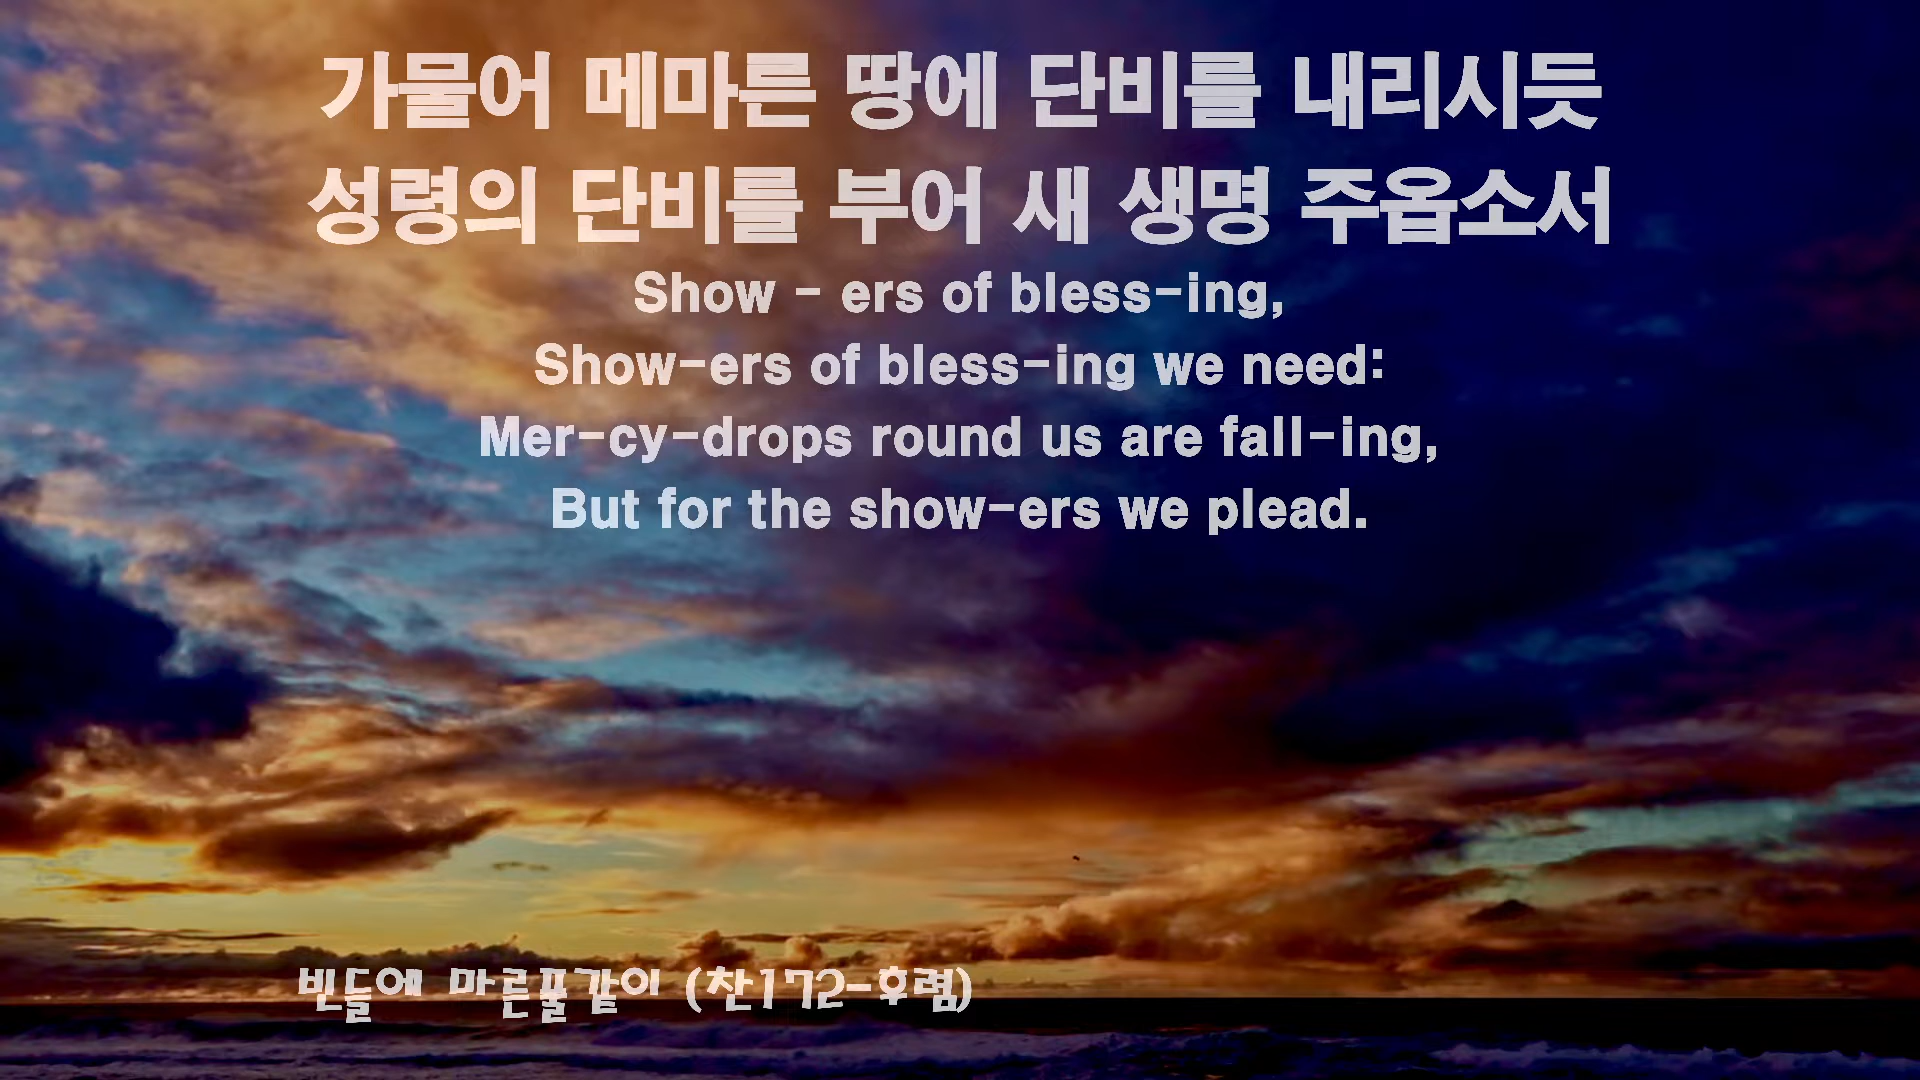 가물어 메마른 땅에 단비를 내리시듯
성령의 단비를 부어 새 생명 주옵소서
Show - ers of bless-ing,
Show-ers of bless-ing we need:
Mer-cy-drops round us are fall-ing,
But for the show-ers we plead.
빈들에 마른풀같이 (찬172-후렴)